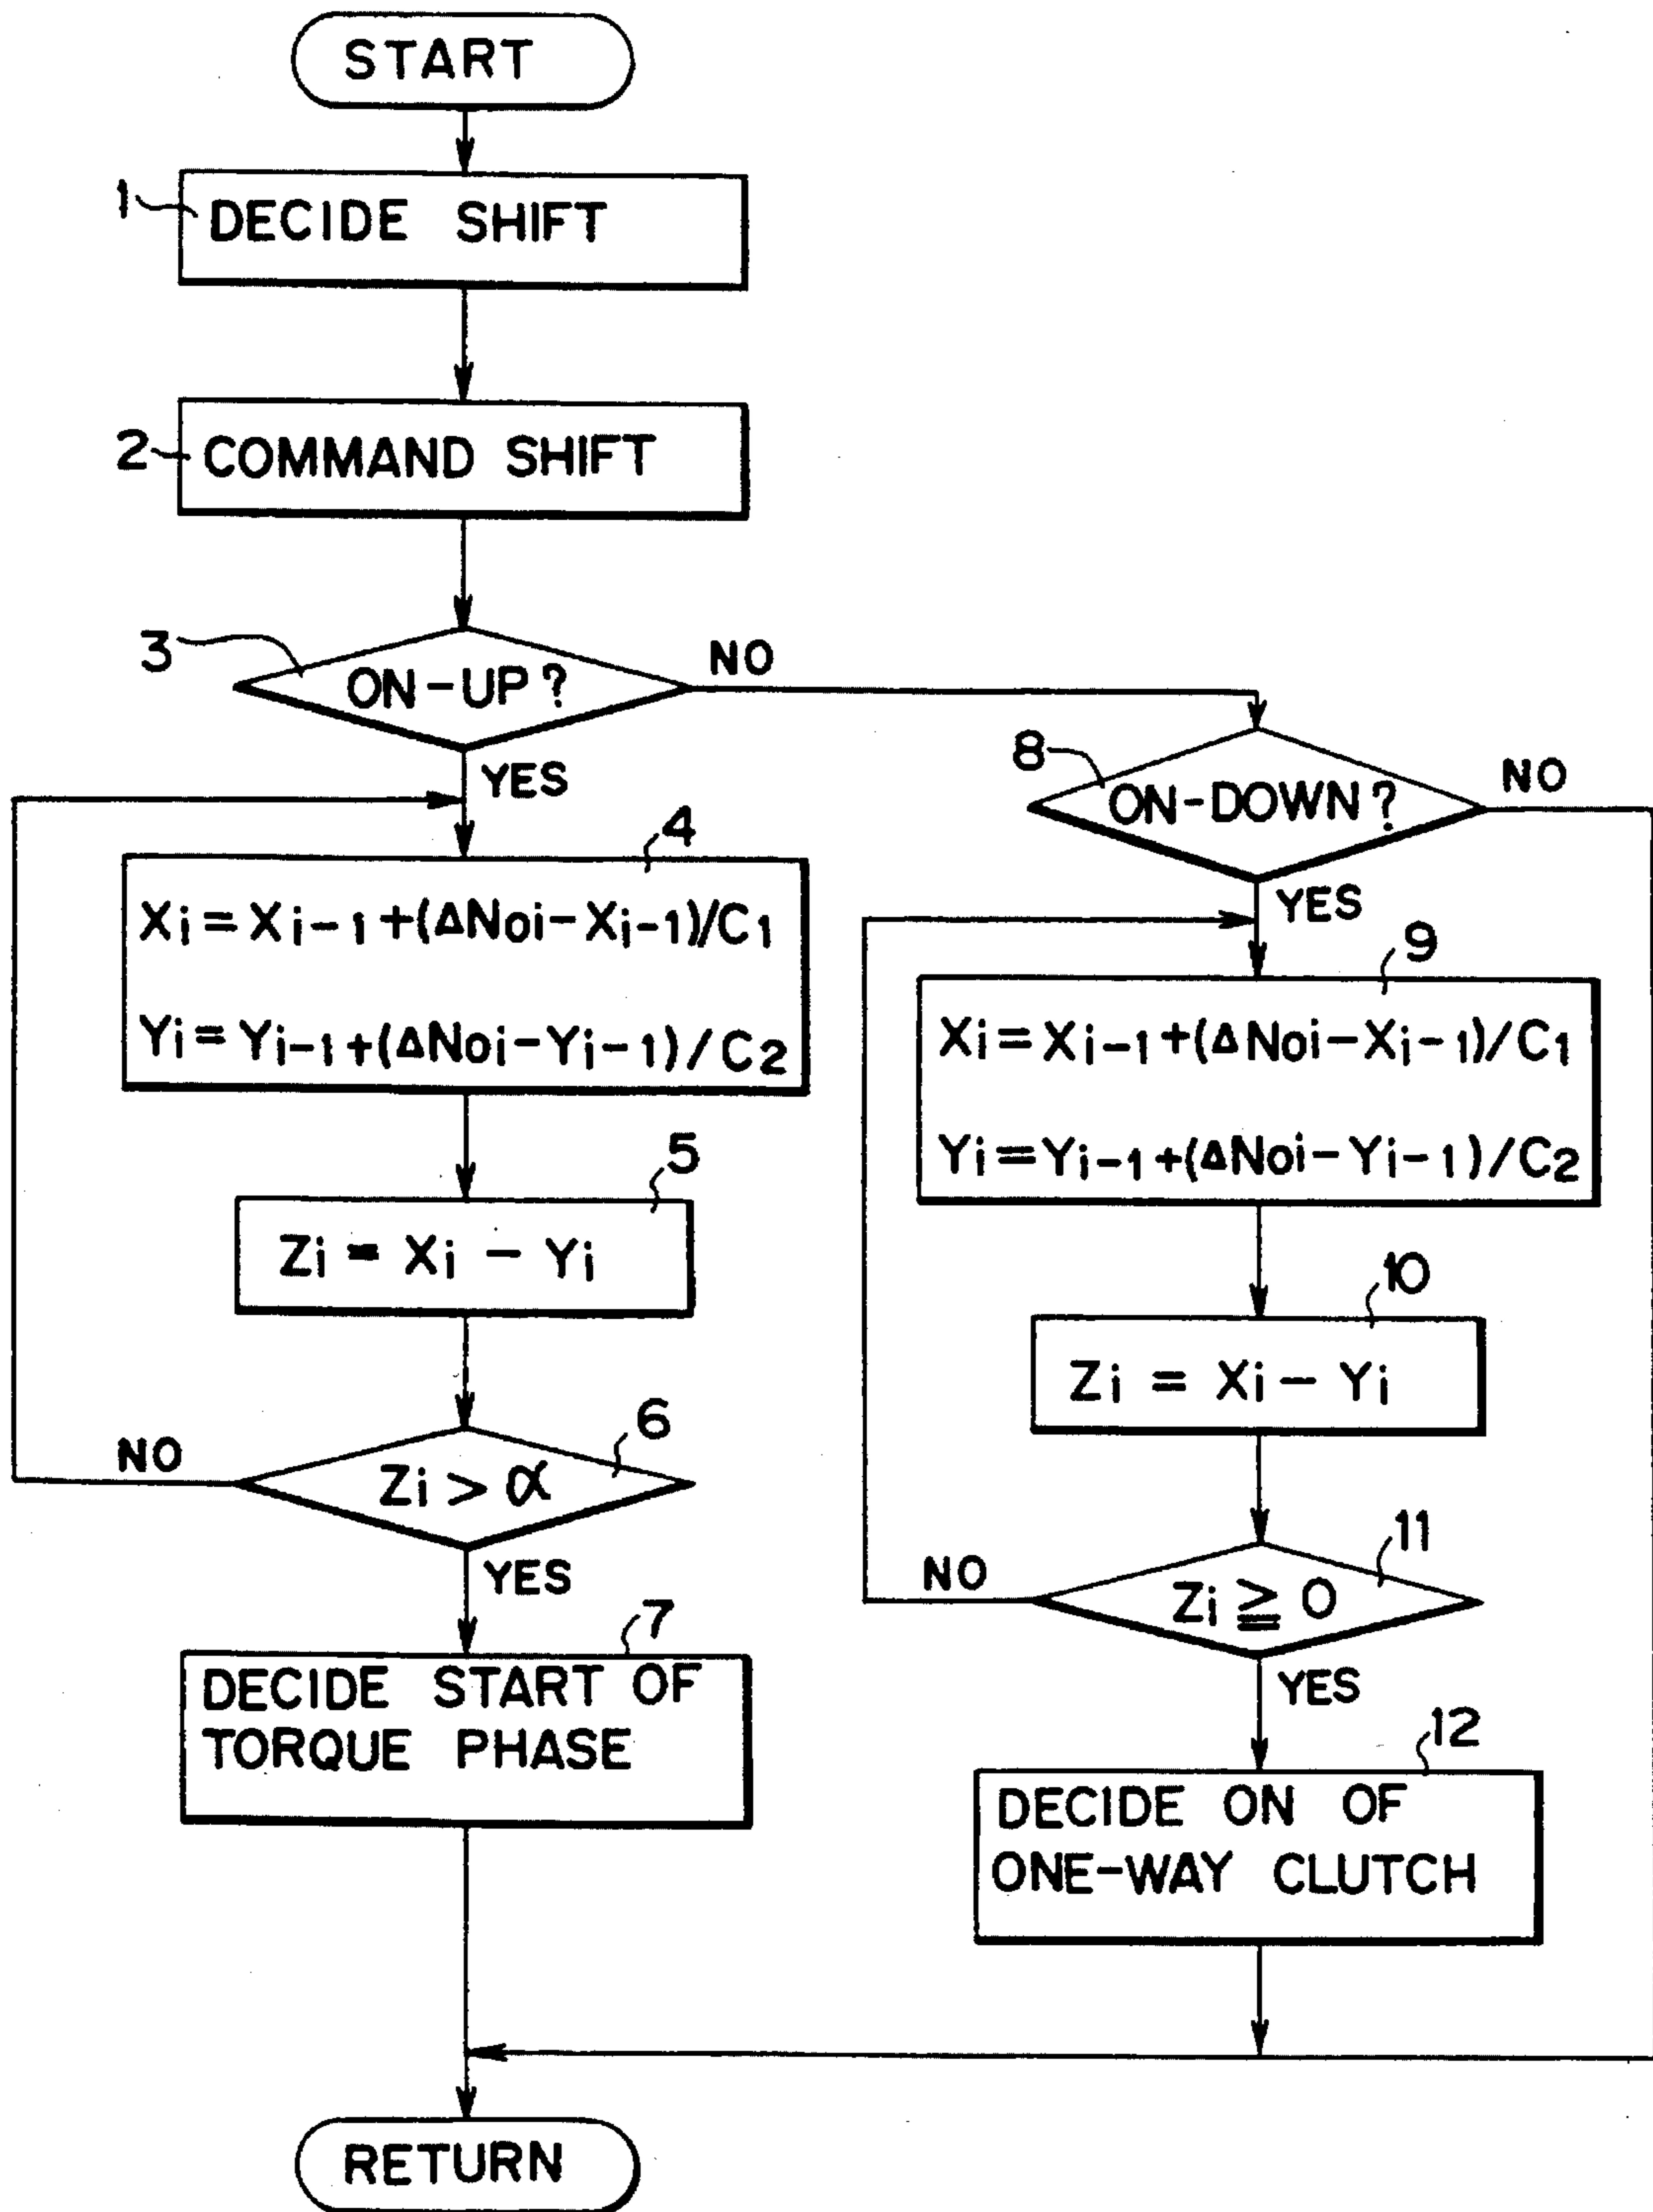 START
1
DECIDE SHIFT
2
COMMAND SHIFT
3
ON-UP?
NO
YES
4
Xi = Xi-1 + (ΔNoi - Xi-1)/C1
Yi = Yi-1 + (ΔNoi - Yi-1)/C2
5
Zi = Xi - Yi
6
Zi > α
NO
YES
7
DECIDE START OF
TORQUE PHASE
8
ON-DOWN?
NO
YES
9
Xi = Xi-1 + (ΔNoi - Xi-1)/C1
Yi = Yi-1 + (ΔNoi - Yi-1)/C2
10
Zi = Xi - Yi
11
Zi ≧ 0
NO
YES
12
DECIDE ON OF
ONE-WAY CLUTCH
RETURN